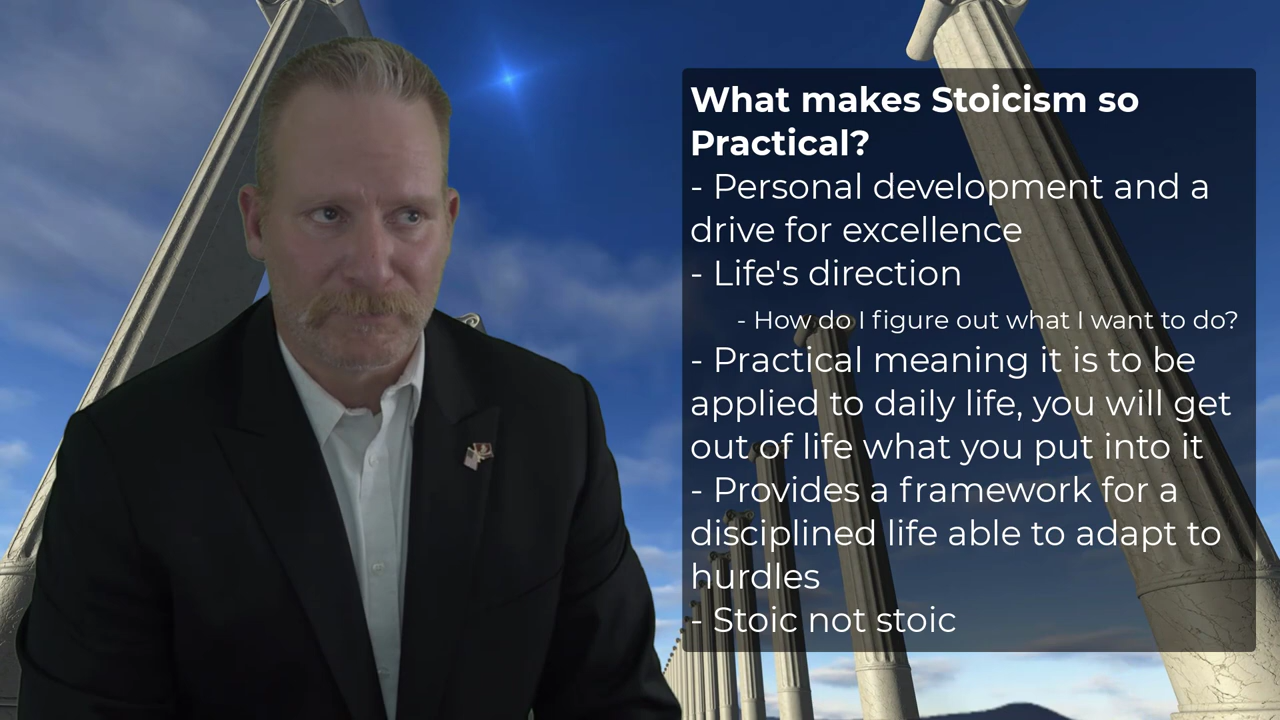 What makes Stoicism so
Practical?
- Personal development and a
drive for excellence
- Life's direction
- How do I figure out what I want to do?
- Practical meaning it is to be
applied to daily life, you will get
out of life what you put into it
- Provides a framework for a
disciplined life able to adapt to
hurdles
- Stoic not stoic